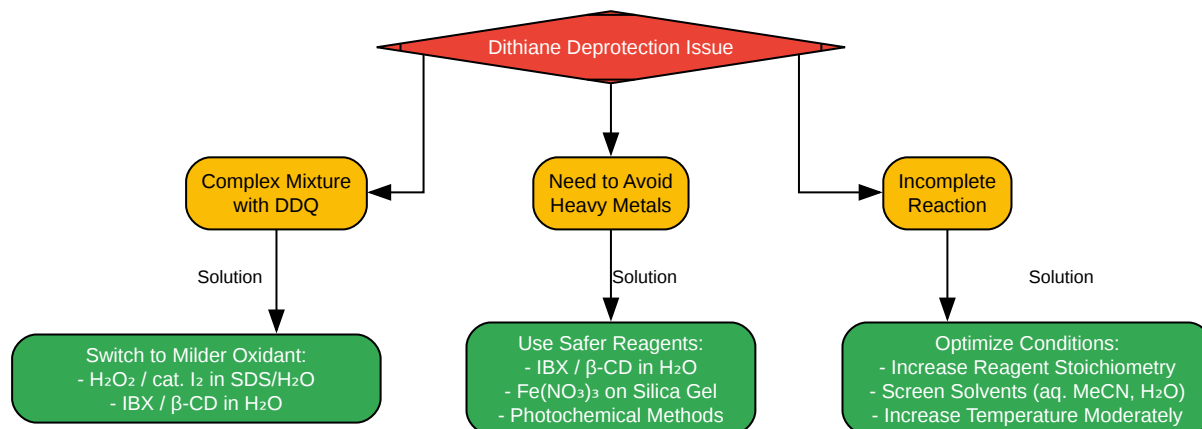 Dithiane Deprotection Issue
Complex Mixture
with DDQ
Need to Avoid
Heavy Metals
Incomplete
Reaction
Solution
Solution
Solution
Switch to Milder Oxidant:
- H₂O₂ / cat. I₂ in SDS/H₂O
- IBX / β-CD in H₂O
Use Safer Reagents:
- IBX / β-CD in H₂O
- Fe(NO₃)₃ on Silica Gel
- Photochemical Methods
Optimize Conditions:
- Increase Reagent Stoichiometry
- Screen Solvents (aq. MeCN, H₂O)
- Increase Temperature Moderately